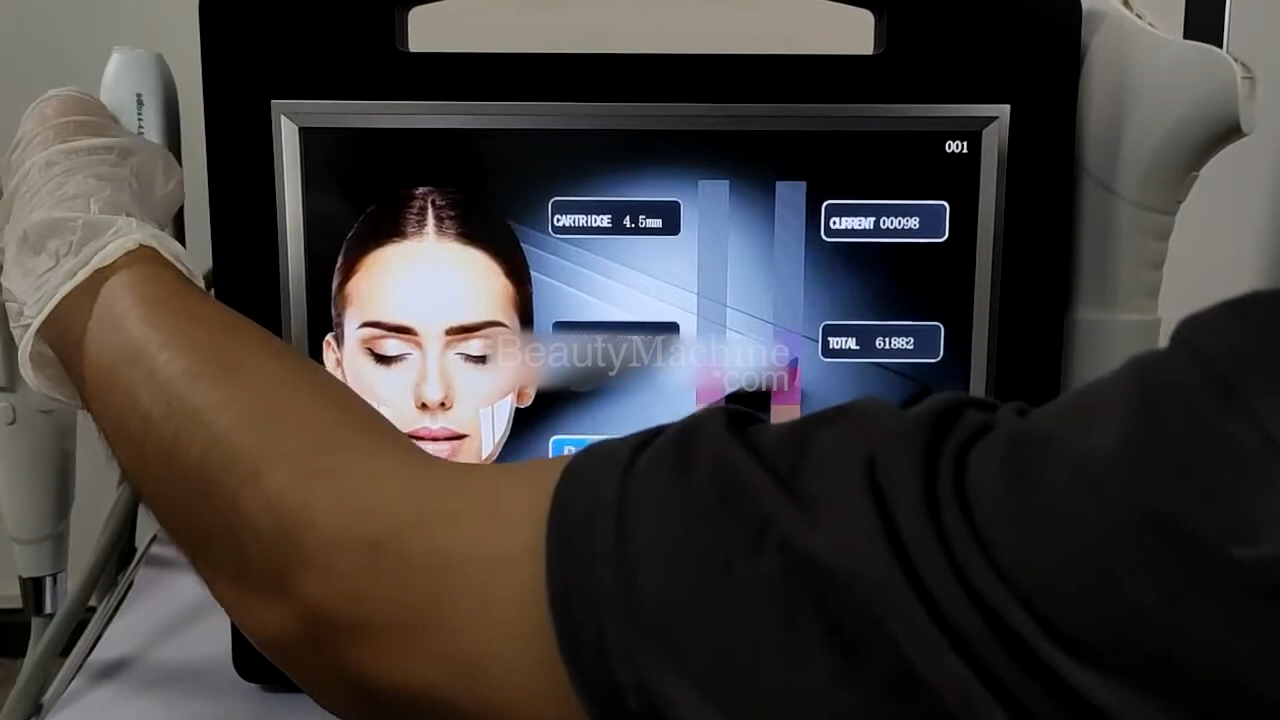 001
CARTRIDGE 4.5mm
CURRENT 00098
TOTAL 61882
BeautyMachine
.com